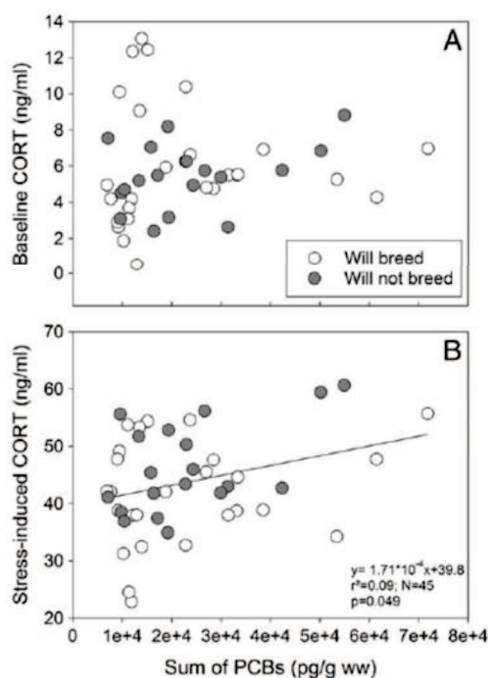 A
Baseline CORT (ng/ml)
14
12
10
8
6
4
2
0
Will breed
Will not breed
B
Stress-induced CORT (ng/ml)
70
60
50
40
30
20
y= 1.71*10⁻⁴x+39.8
r²=0.09; N=45
p=0.049
0 1e+4 2e+4 3e+4 4e+4 5e+4 6e+4 7e+4 8e+4
Sum of PCBs (pg/g ww)